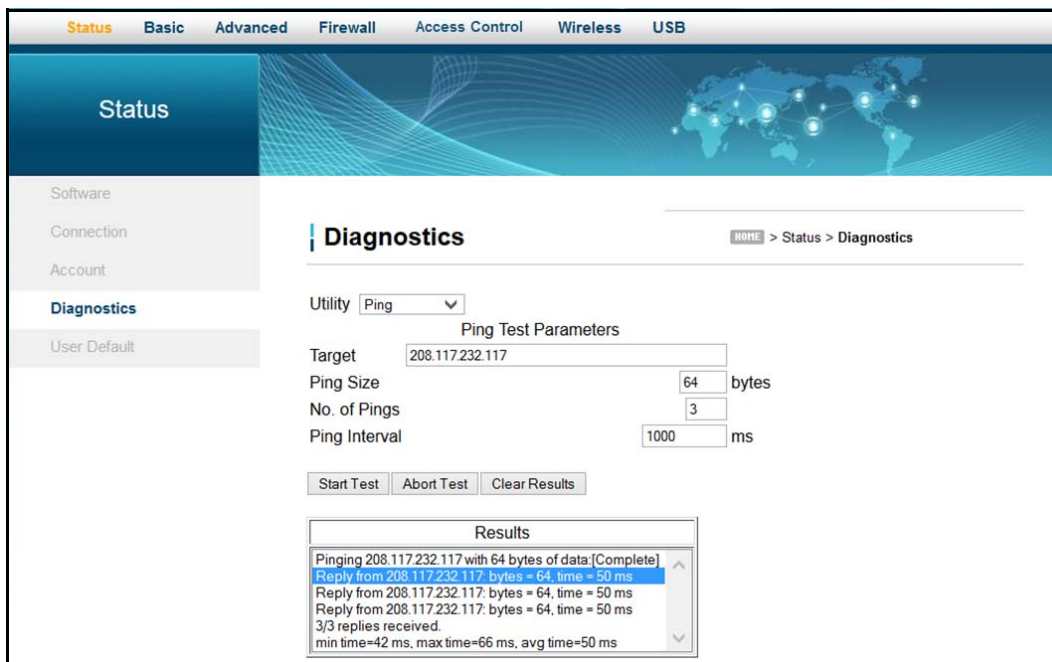 Status Basic Advanced Firewall Access Control Wireless USB
Status
Software
Connection
Account
Diagnostics
User Default
Diagnostics
HOME > Status > Diagnostics
Utility Ping
Ping Test Parameters
Target 208.117.232.117
Ping Size 64 bytes
No. of Pings 3
Ping Interval 1000 ms
Start Test Abort Test Clear Results
Results
Pinging 208.117.232.117 with 64 bytes of data:[Complete]
Reply from 208.117.232.117: bytes = 64, time = 50 ms
Reply from 208.117.232.117: bytes = 64, time = 50 ms
Reply from 208.117.232.117: bytes = 64, time = 50 ms
3/3 replies received.
min time=42 ms, max time=66 ms, avg time=50 ms